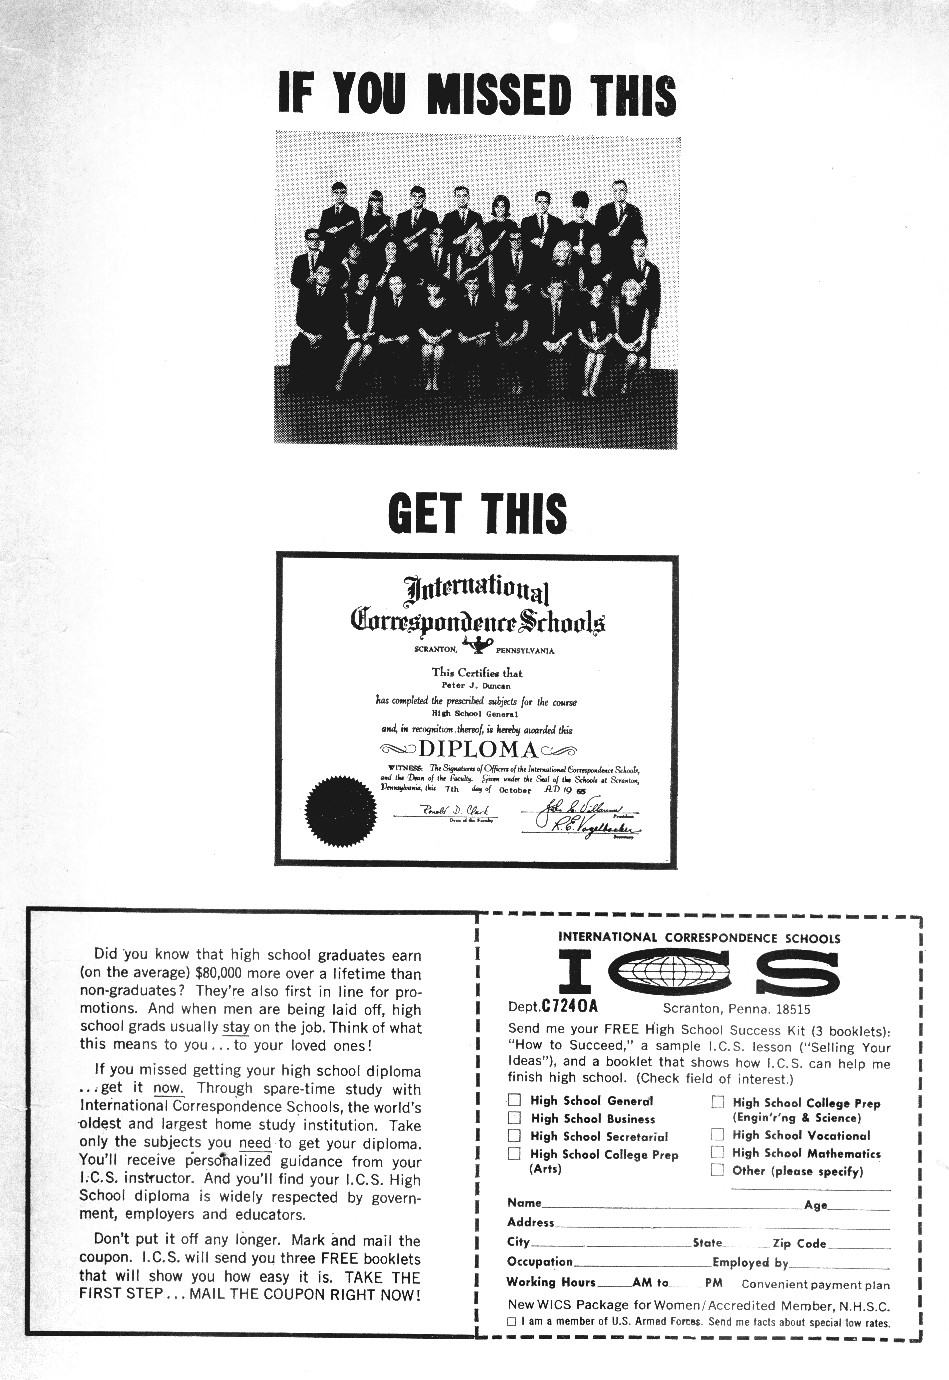 IF YOU MISSED THIS
GET THIS
International
Correspondence Schools
SCRANTON, PENNSYLVANIA
This Certifies that
Peter J. Duncan
has completed the prescribed subjects for the course
High School General
and, in recognition thereof, is hereby awarded this
DIPLOMA
WITNESS: The Signatures of Officers of the International Correspondence Schools,
and the Dean of the Faculty. Given under the Seal of the Schools at Scranton,
Pennsylvania, this 7th day of October A.D. 19 65
Ronald D. Clark
Dean of the Faculty
President
R. E. Vogelbacher
Secretary
Did you know that high school graduates earn
(on the average) $80,000 more over a lifetime than
non-graduates? They're also first in line for pro-
motions. And when men are being laid off, high
school grads usually stay on the job. Think of what
this means to you...to your loved ones!
If you missed getting your high school diploma
...get it now. Through spare-time study with
International Correspondence Schools, the world's
oldest and largest home study institution. Take
only the subjects you need to get your diploma.
You'll receive personalized guidance from your
I.C.S. instructor. And you'll find your I.C.S. High
School diploma is widely respected by govern-
ment, employers and educators.
Don't put it off any longer. Mark and mail the
coupon. I.C.S. will send you three FREE booklets
that will show you how easy it is. TAKE THE
FIRST STEP... MAIL THE COUPON RIGHT NOW!
INTERNATIONAL CORRESPONDENCE SCHOOLS
ICS
Dept. C7240A Scranton, Penna. 18515
Send me your FREE High School Success Kit (3 booklets):
"How to Succeed," a sample I.C.S. lesson ("Selling Your
Ideas"), and a booklet that shows how I.C.S. can help me
finish high school. (Check field of interest.)
High School General
High School Business
High School Secretarial
High School College Prep
(Arts)
High School College Prep
(Engin'r'ng & Science)
High School Vocational
High School Mathematics
Other (please specify)
Name Age
Address
City State Zip Code
Occupation Employed by
Working Hours AM to PM Convenient payment plan
New WICS Package for Women/Accredited Member, N.H.S.C.
I am a member of U.S. Armed Forces. Send me facts about special low rates.